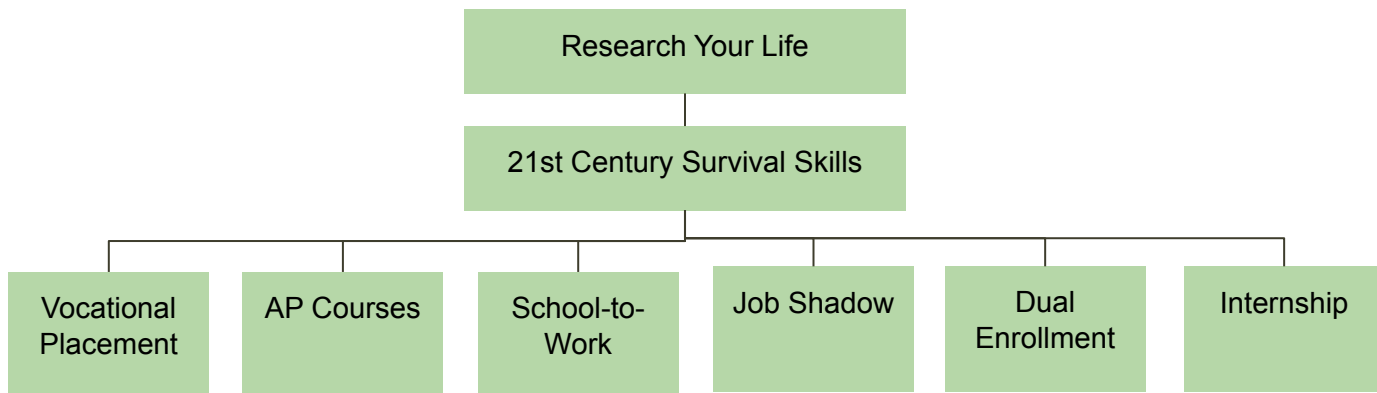 Research Your Life
21st Century Survival Skills
Vocational
Placement
AP Courses
School-to-
Work
Job Shadow
Dual
Enrollment
Internship